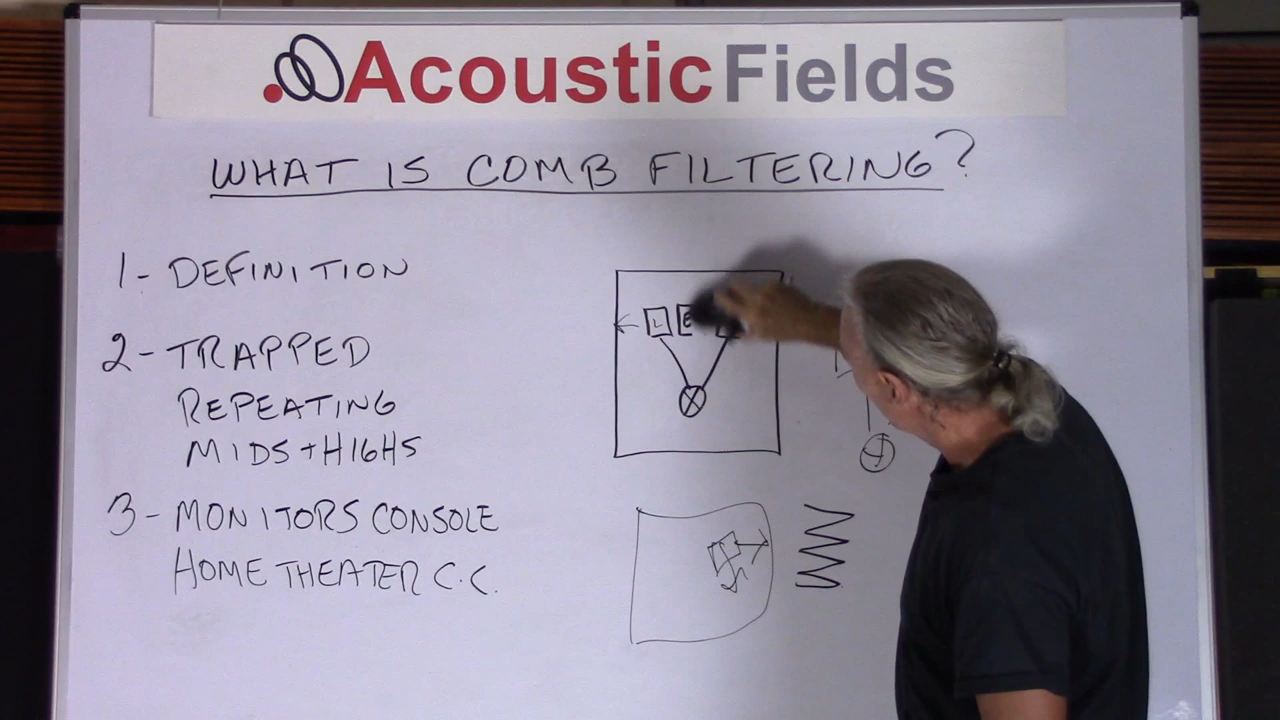 AcousticFields
WHAT IS COMB FILTERING?
1- DEFINITION
2- TRAPPED
REPEATING
MIDS + HIGHS
3- MONITORS CONSOLE
HOME THEATER C.C.
L